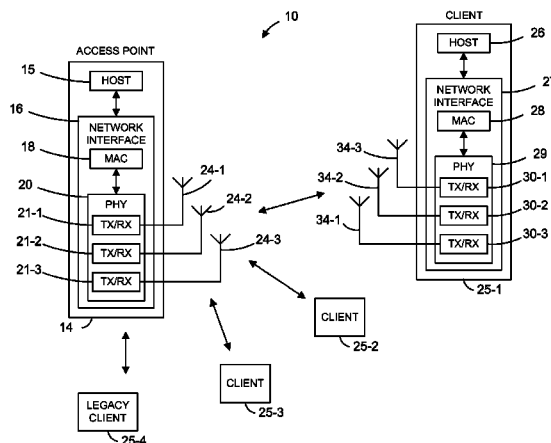 10
ACCESS POINT
15
HOST
16
NETWORK
INTERFACE
18
MAC
20
PHY
21-1
TX/RX
21-2
TX/RX
21-3
TX/RX
24-1
24-2
24-3
14
CLIENT
HOST
26
27
NETWORK
INTERFACE
MAC
28
29
PHY
34-3
34-2
34-1
TX/RX
30-1
TX/RX
30-2
TX/RX
30-3
25-1
CLIENT
25-2
CLIENT
25-3
LEGACY
CLIENT
25-4